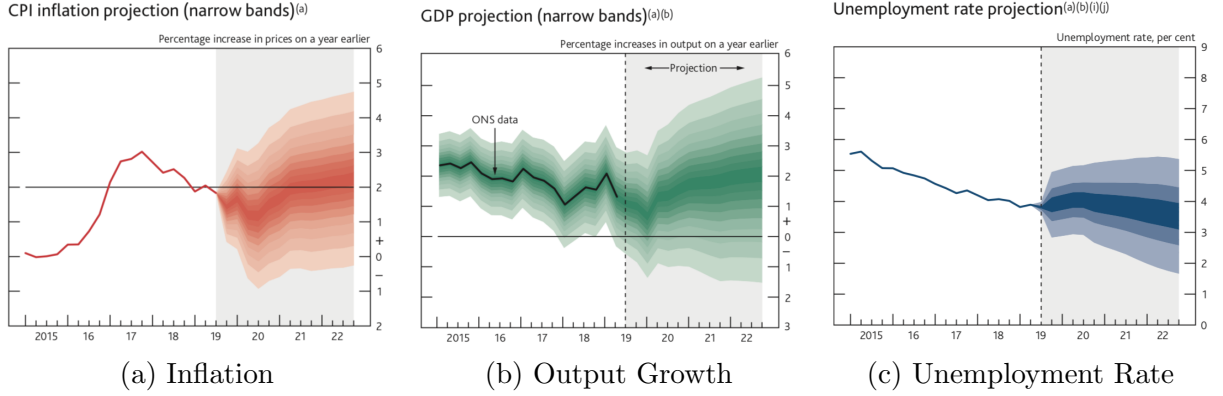 CPI inflation projection (narrow bands)(a)
Percentage increase in prices on a year earlier
6
5
4
3
2
1
+
0
–
1
2
2015 16 17 18 19 20 21 22
(a) Inflation
GDP projection (narrow bands)(a)(b)
Percentage increases in output on a year earlier
Projection
ONS data
6
5
4
3
2
1
+
0
–
1
2
3
2015 16 17 18 19 20 21 22
(b) Output Growth
Unemployment rate projection(a)(b)(i)(j)
Unemployment rate, per cent
9
8
7
6
5
4
3
2
1
0
2015 16 17 18 19 20 21 22
(c) Unemployment Rate